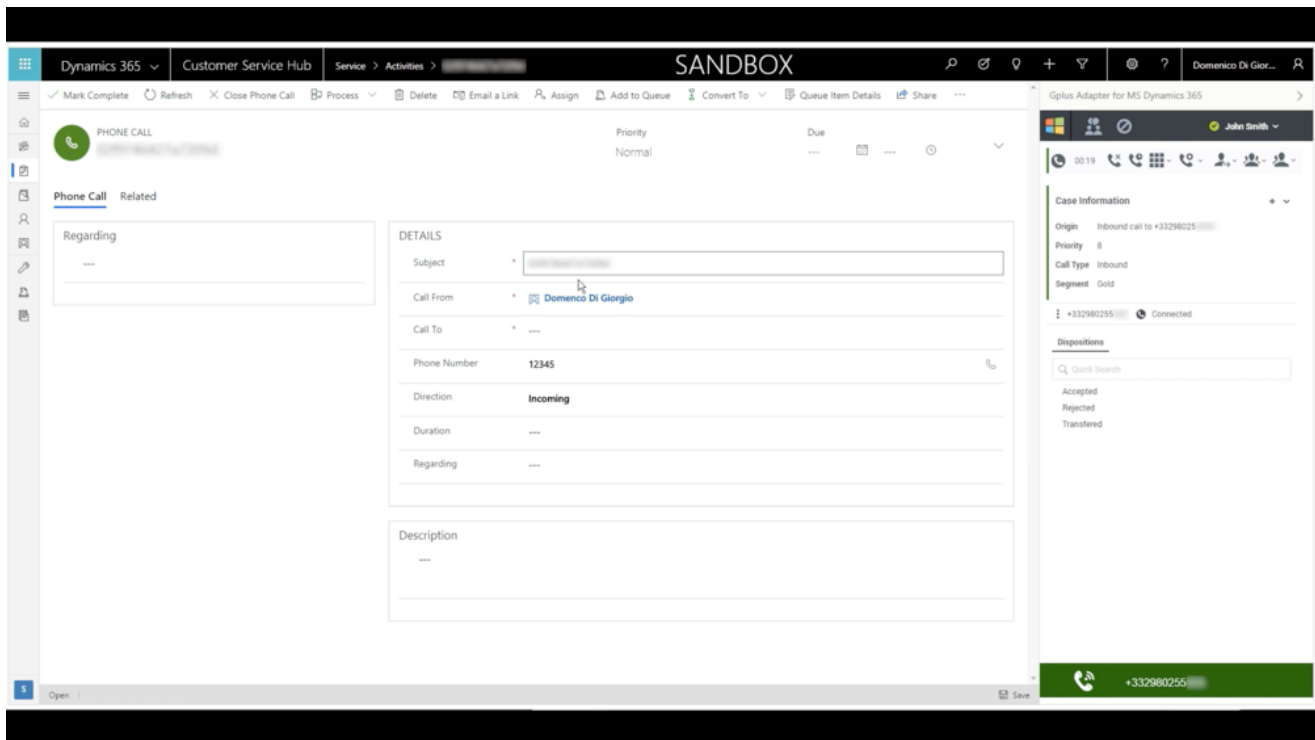 Dynamics 365 Customer Service Hub Service > Activities > SANDBOX Domenico Di Gior...
Mark Complete Refresh Close Phone Call Process Delete Email a Link Assign Add to Queue Convert To Queue Item Details Share ...
PHONE CALL
Priority
Normal
Due
--- ---
Phone Call Related
Regarding
---
DETAILS
Subject *
Call From * Domenco Di Giorgio
Call To * ---
Phone Number 12345
Direction Incoming
Duration ---
Regarding ---
Description
---
S Open Save
Gplus Adapter for MS Dynamics 365
John Smith
00:19
Case Information
Origin Inbound call to +33298025
Priority 8
Call Type Inbound
Segment Gold
+332980255 Connected
Dispositions
Quick Search
Accepted
Rejected
Transfered
+332980255